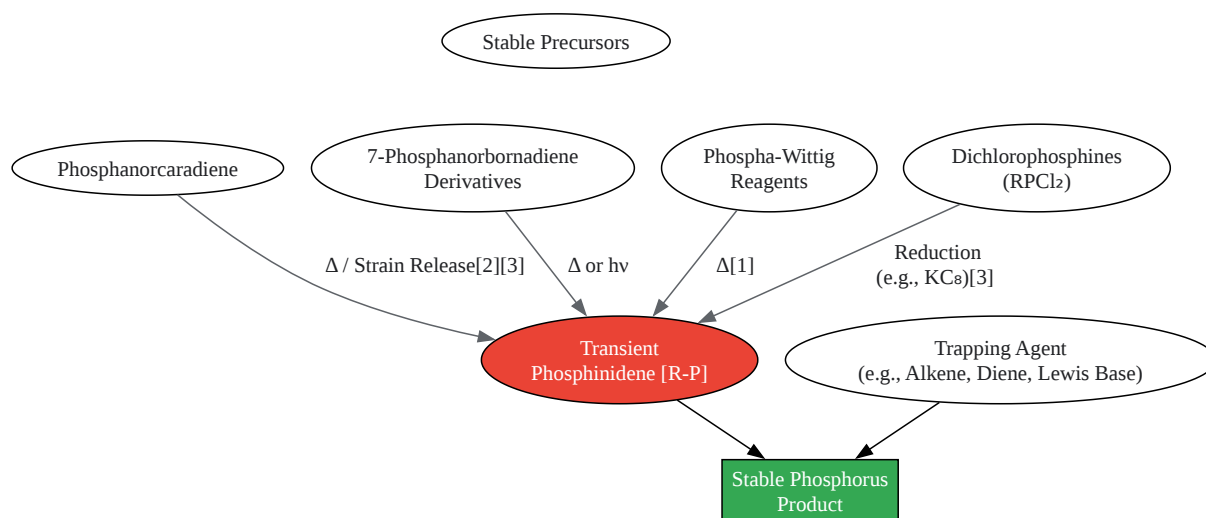 Stable Precursors
Phosphanorcaradiene
7-Phosphanorbornadiene
Derivatives
Phospha-Wittig
Reagents
Dichlorophosphines
(RPCl₂)
Δ / Strain Release[2][3]
Δ or hν
Δ[1]
Reduction
(e.g., KC₈)[3]
Transient
Phosphinidene [R-P]
Trapping Agent
(e.g., Alkene, Diene, Lewis Base)
Stable Phosphorus
Product